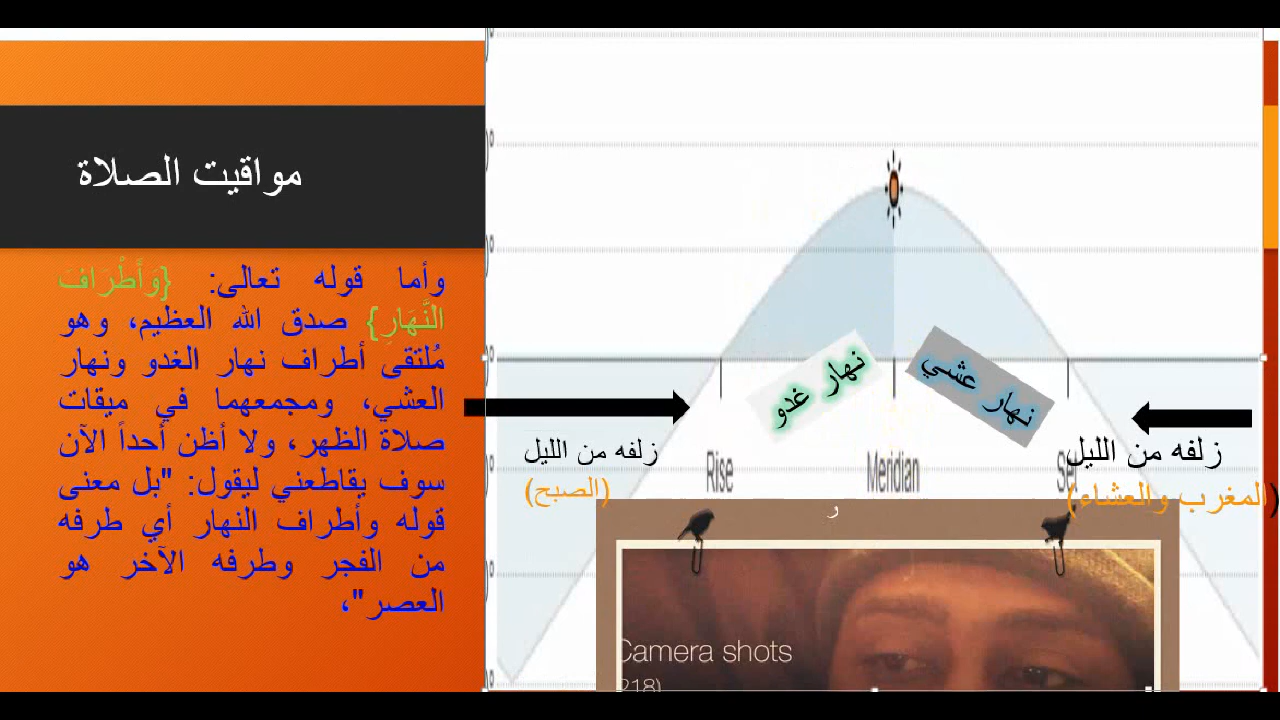 مواقيت الصلاة
وأما قوله تعالى: {وَأَطْرَافَ
النَّهَارِ} صدق الله العظيم، وهو
مُلتقى أطراف نهار الغدو ونهار
العشي، ومجمعهما في ميقات
صلاة الظهر، ولا أظن أحداً الآن
سوف يقاطعني ليقول: "بل معنى
قوله وأطراف النهار أي طرفه
من الفجر وطرفه الآخر هو
العصر"،
نهار غدو
نهار عشي
زلفه من الليل
(الصبح)
زلفه من الليل
(المغرب والعشاء)
Rise
Meridian
Set
ر
Camera shots
218)